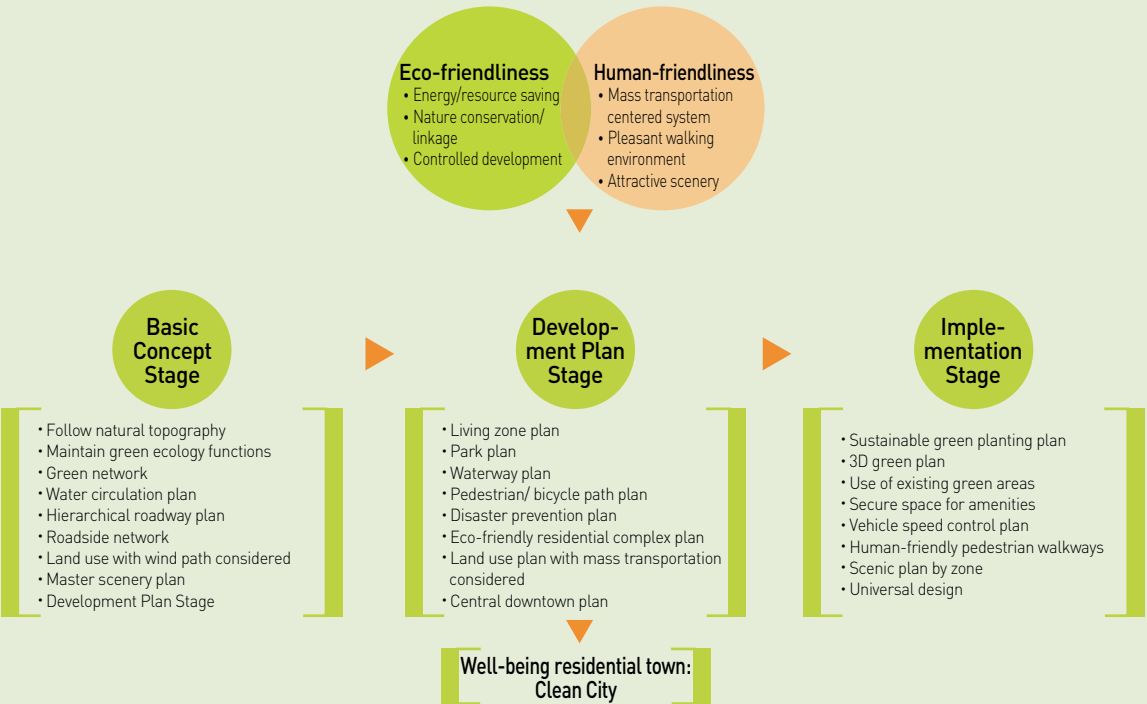 Eco-friendliness
• Energy/resource saving
• Nature conservation/
linkage
• Controlled development
Human-friendliness
• Mass transportation
centered system
• Pleasant walking
environment
• Attractive scenery
Basic
Concept
Stage
• Follow natural topography
• Maintain green ecology functions
• Green network
• Water circulation plan
• Hierarchical roadway plan
• Roadside network
• Land use with wind path considered
• Master scenery plan
• Development Plan Stage
Develop-
ment Plan
Stage
• Living zone plan
• Park plan
• Waterway plan
• Pedestrian/ bicycle path plan
• Disaster prevention plan
• Eco-friendly residential complex plan
• Land use plan with mass transportation
considered
• Central downtown plan
Imple-
mentation
Stage
• Sustainable green planting plan
• 3D green plan
• Use of existing green areas
• Secure space for amenities
• Vehicle speed control plan
• Human-friendly pedestrian walkways
• Scenic plan by zone
• Universal design
Well-being residential town:
Clean City